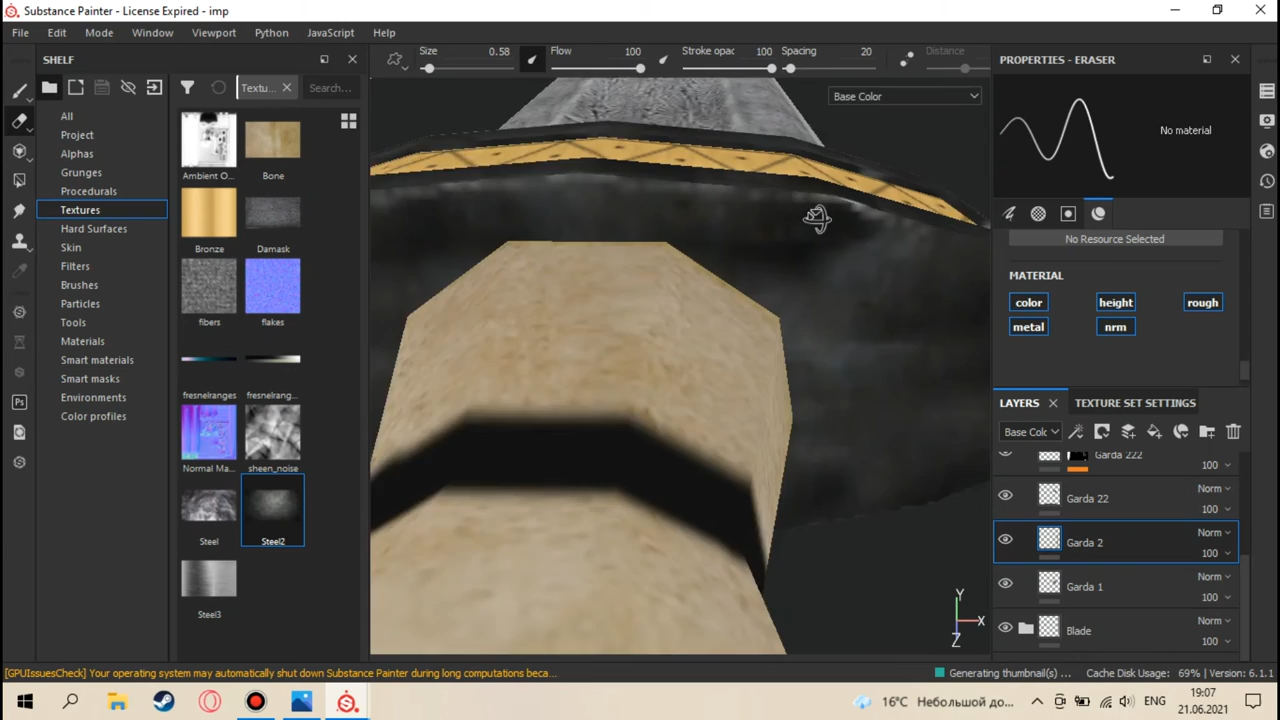 Substance Painter - License Expired - imp
File Edit Mode Window Viewport Python JavaScript Help
SHELF
Size 0.58 Flow 100 Stroke opac 100 Spacing 20 Distance
PROPERTIES - ERASER
Textu... Search...
Base Color
No material
All
Project
Alphas
Grunges
Procedurals
Textures
Hard Surfaces
Skin
Filters
Brushes
Particles
Tools
Materials
Smart materials
Smart masks
Environments
Color profiles
Ambient O...
Bone
Bronze
Damask
fibers
flakes
fresnelranges
fresnelrang...
Normal Ma...
sheen_noise
Steel
Steel2
Steel3
Ps
No Resource Selected
MATERIAL
color height rough
metal nrm
LAYERS TEXTURE SET SETTINGS
Base Colc
Garda 222
100
Garda 22 Norm
100
Garda 2 Norm
100
Garda 1 Norm
100
Blade Norm
100
Y
X
Z
[GPUIssuesCheck] Your operating system may automatically shut down Substance Painter during long computations beca...
Generating thumbnail(s) ... Cache Disk Usage: 69% | Version: 6.1.1
16°C Небольшой до...
ENG
19:07
21.06.2021